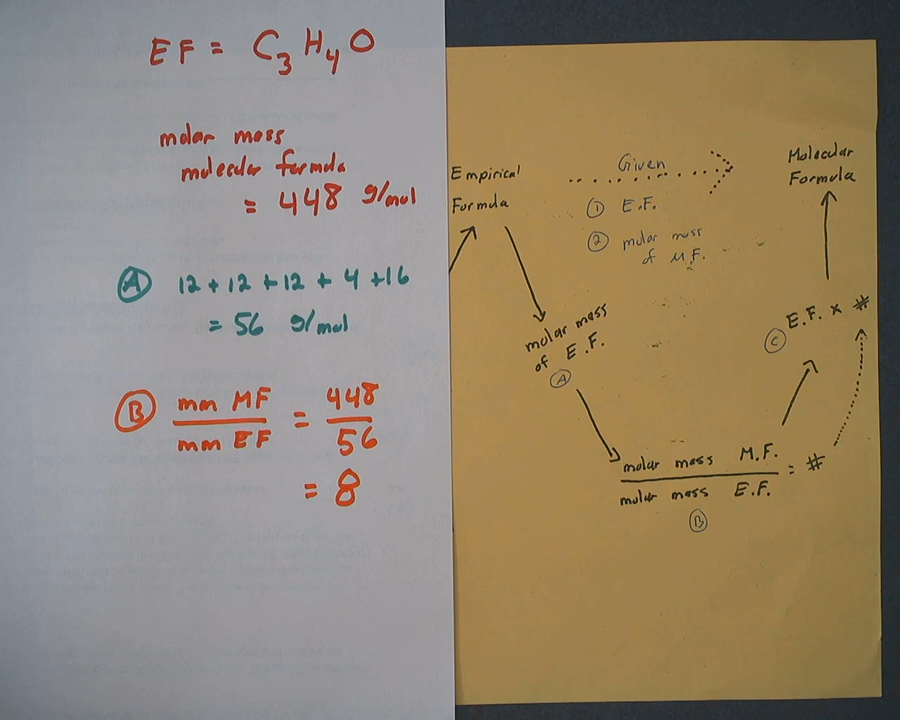 EF = C3H4O
molar mass
molecular formula
= 448 g/mol
A 12 + 12 + 12 + 4 + 16
= 56 g/mol
B mm MF / mm EF = 448 / 56
= 8
Empirical
Formula
Given
1 E.F.
2 molar mass
of M.F.
Molecular
Formula
molar mass
of E.F.
A
C E.F. x #
molar mass M.F. = #
molar mass E.F.
B